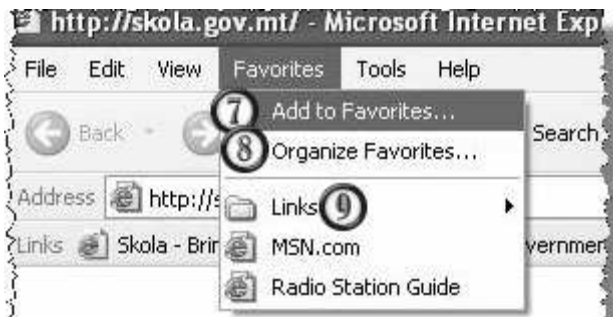 http://skola.gov.mt/ - Microsoft Internet Exp
File Edit View Favorites Tools Help
7 Add to Favorites...
Back Search
8 Organize Favorites...
Address http://s
Links 9
Links Skola - Brin vernmen
MSN.com
Radio Station Guide